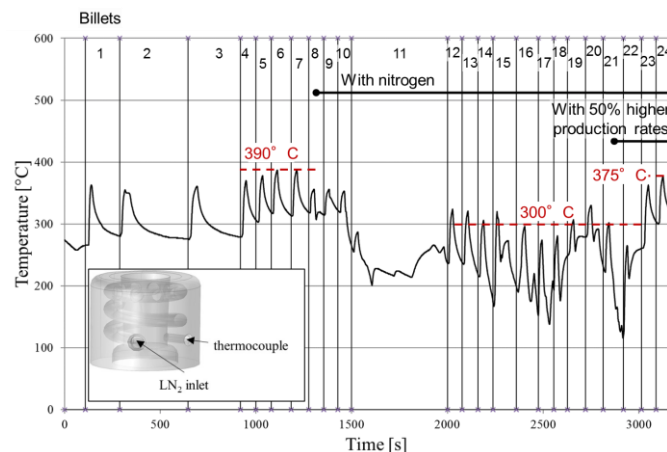 Billets
600
500
400
300
200
100
0
Temperature [°C]
1 2 3 4 5 6 7 8 9 10 11 12 13 14 15 16 17 18 19 20 21 22 23 24
With nitrogen
With 50% higher
production rates
390° C
300° C
375° C
thermocouple
LN₂ inlet
0 500 1000 1500 2000 2500 3000
Time [s]